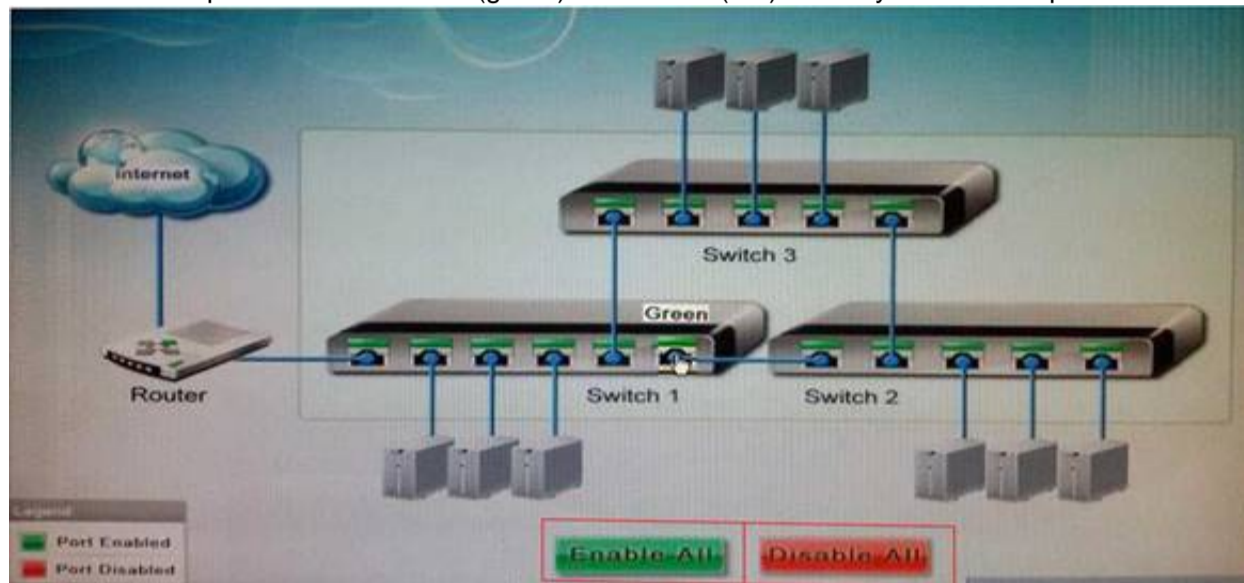 internet
Switch 3
Green
Router
Switch 1
Switch 2
Legend
Port Enabled
Port Disabled
Enable All
Disable All